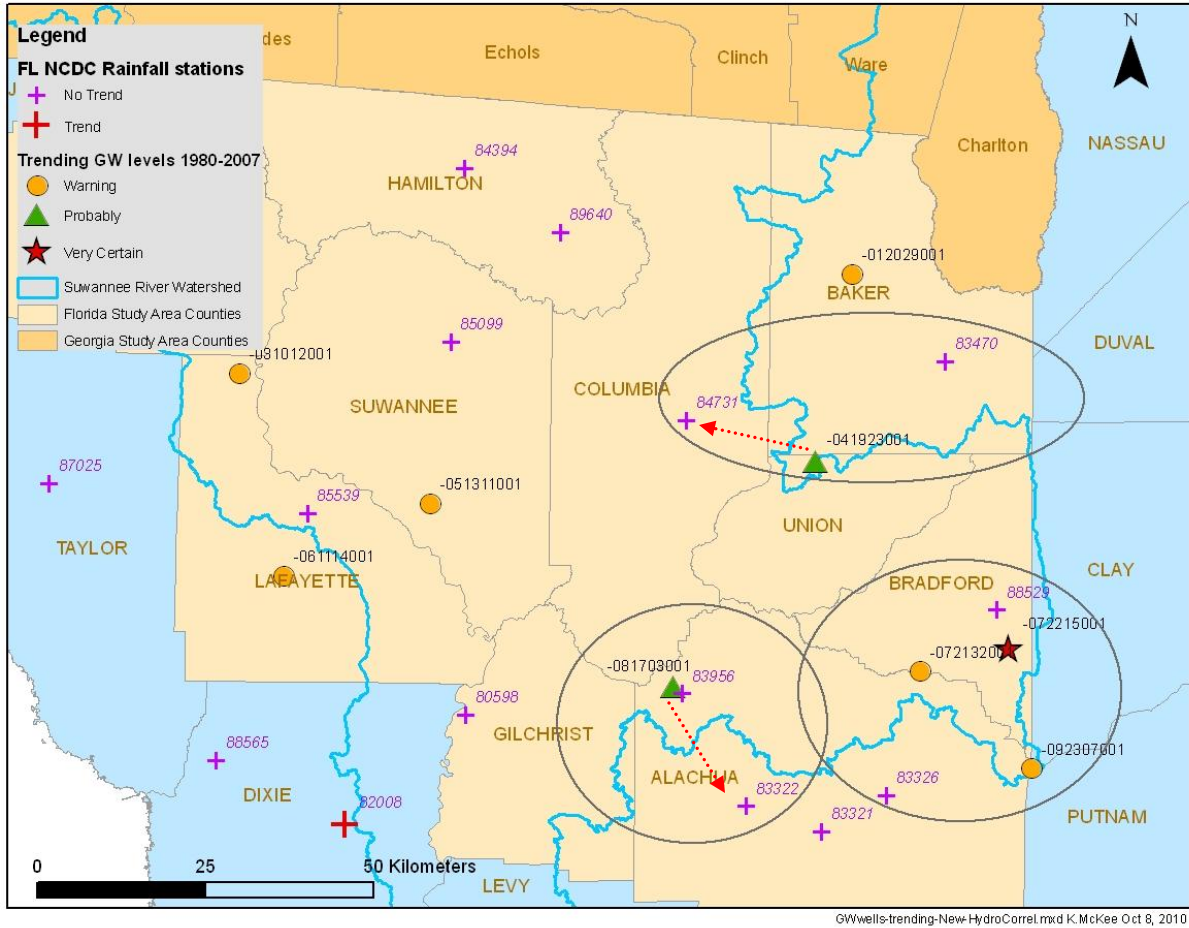 Legend
FL NCDC Rainfall stations
No Trend
Trend
Trending GW levels 1980-2007
Warning
Probably
Very Certain
Suwannee River Watershed
Florida Study Area Counties
Georgia Study Area Counties
des
Echols
Clinch
Ware
Charlton
N
NASSAU
84394
HAMILTON
89640
-012029001
BAKER
85099
83470
DUVAL
-031012001
COLUMBIA
84731
SUWANNEE
-041923001
87025
85539
-051311001
UNION
TAYLOR
-061114001
LAFAYETTE
BRADFORD
CLAY
88529
-072215001
-0721320
-081703001
83956
80598
GILCHRIST
88565
ALACHUA
-092307001
DIXIE
83322
83326
82008
83321
PUTNAM
0 25 50 Kilometers
LEVY
GWwells-trending-New-HydroCorrel.mxd K.McKee Oct 8, 2010